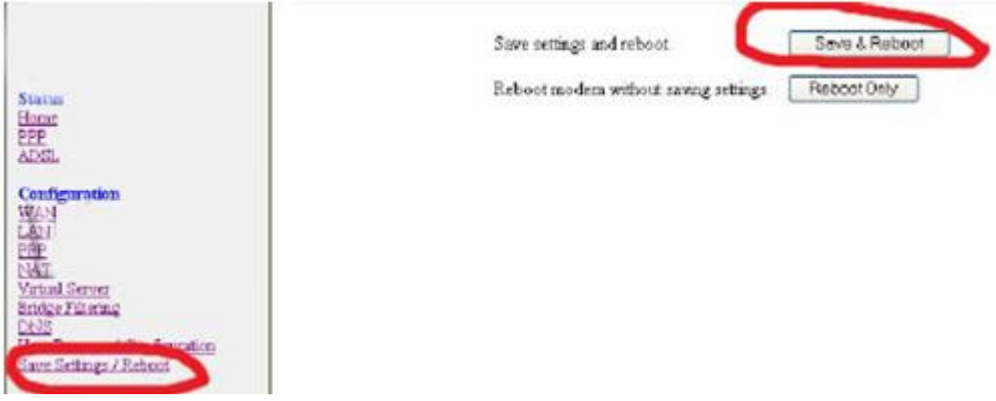 Save settings and reboot.
Save & Reboot
Reboot modem without saving settings
Reboot Only
Status
Home
PPP
ADSL
Configuration
WAN
LAN
PPP
NAT
Virtual Server
Bridge Filtering
DNS
Save Settings / Reboot